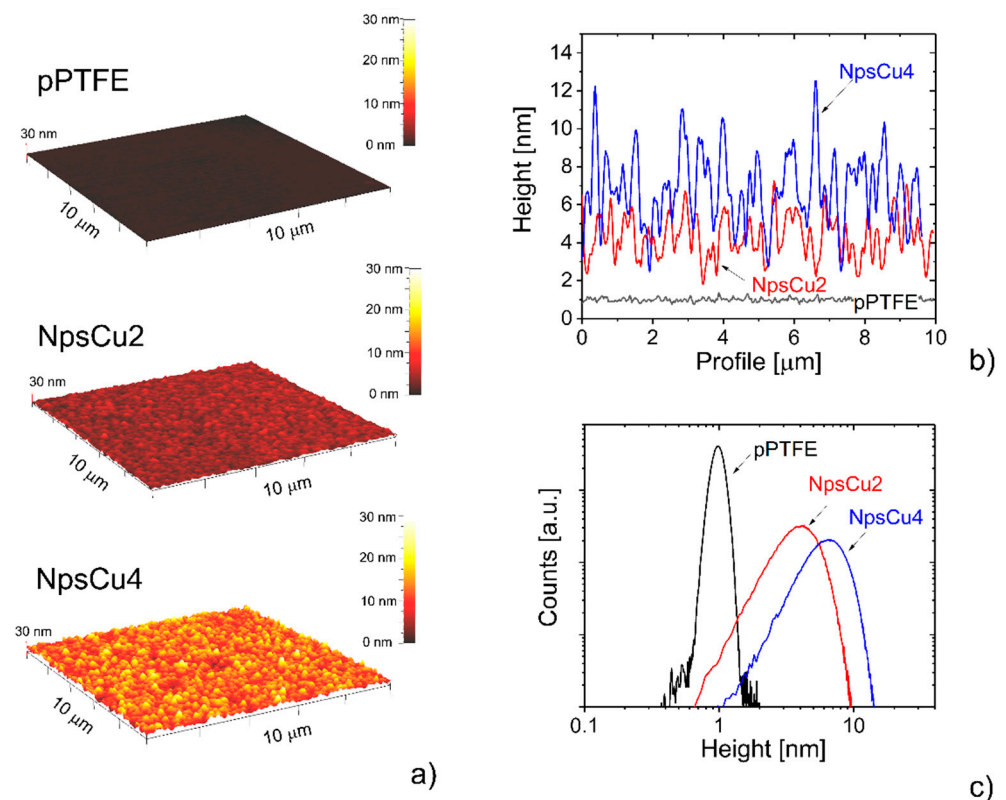 pPTFE
30 nm
20 nm
10 nm
0 nm
30 nm
10 μm
10 μm
NpsCu2
30 nm
20 nm
10 nm
0 nm
30 nm
10 μm
10 μm
NpsCu4
30 nm
20 nm
10 nm
0 nm
30 nm
10 μm
10 μm
a)
Height [nm]
14
12
10
8
6
4
2
0
NpsCu4
NpsCu2
pPTFE
0 2 4 6 8 10
Profile [μm]
b)
Counts [a.u.]
pPTFE
NpsCu2
NpsCu4
0.1 1 10
Height [nm]
c)